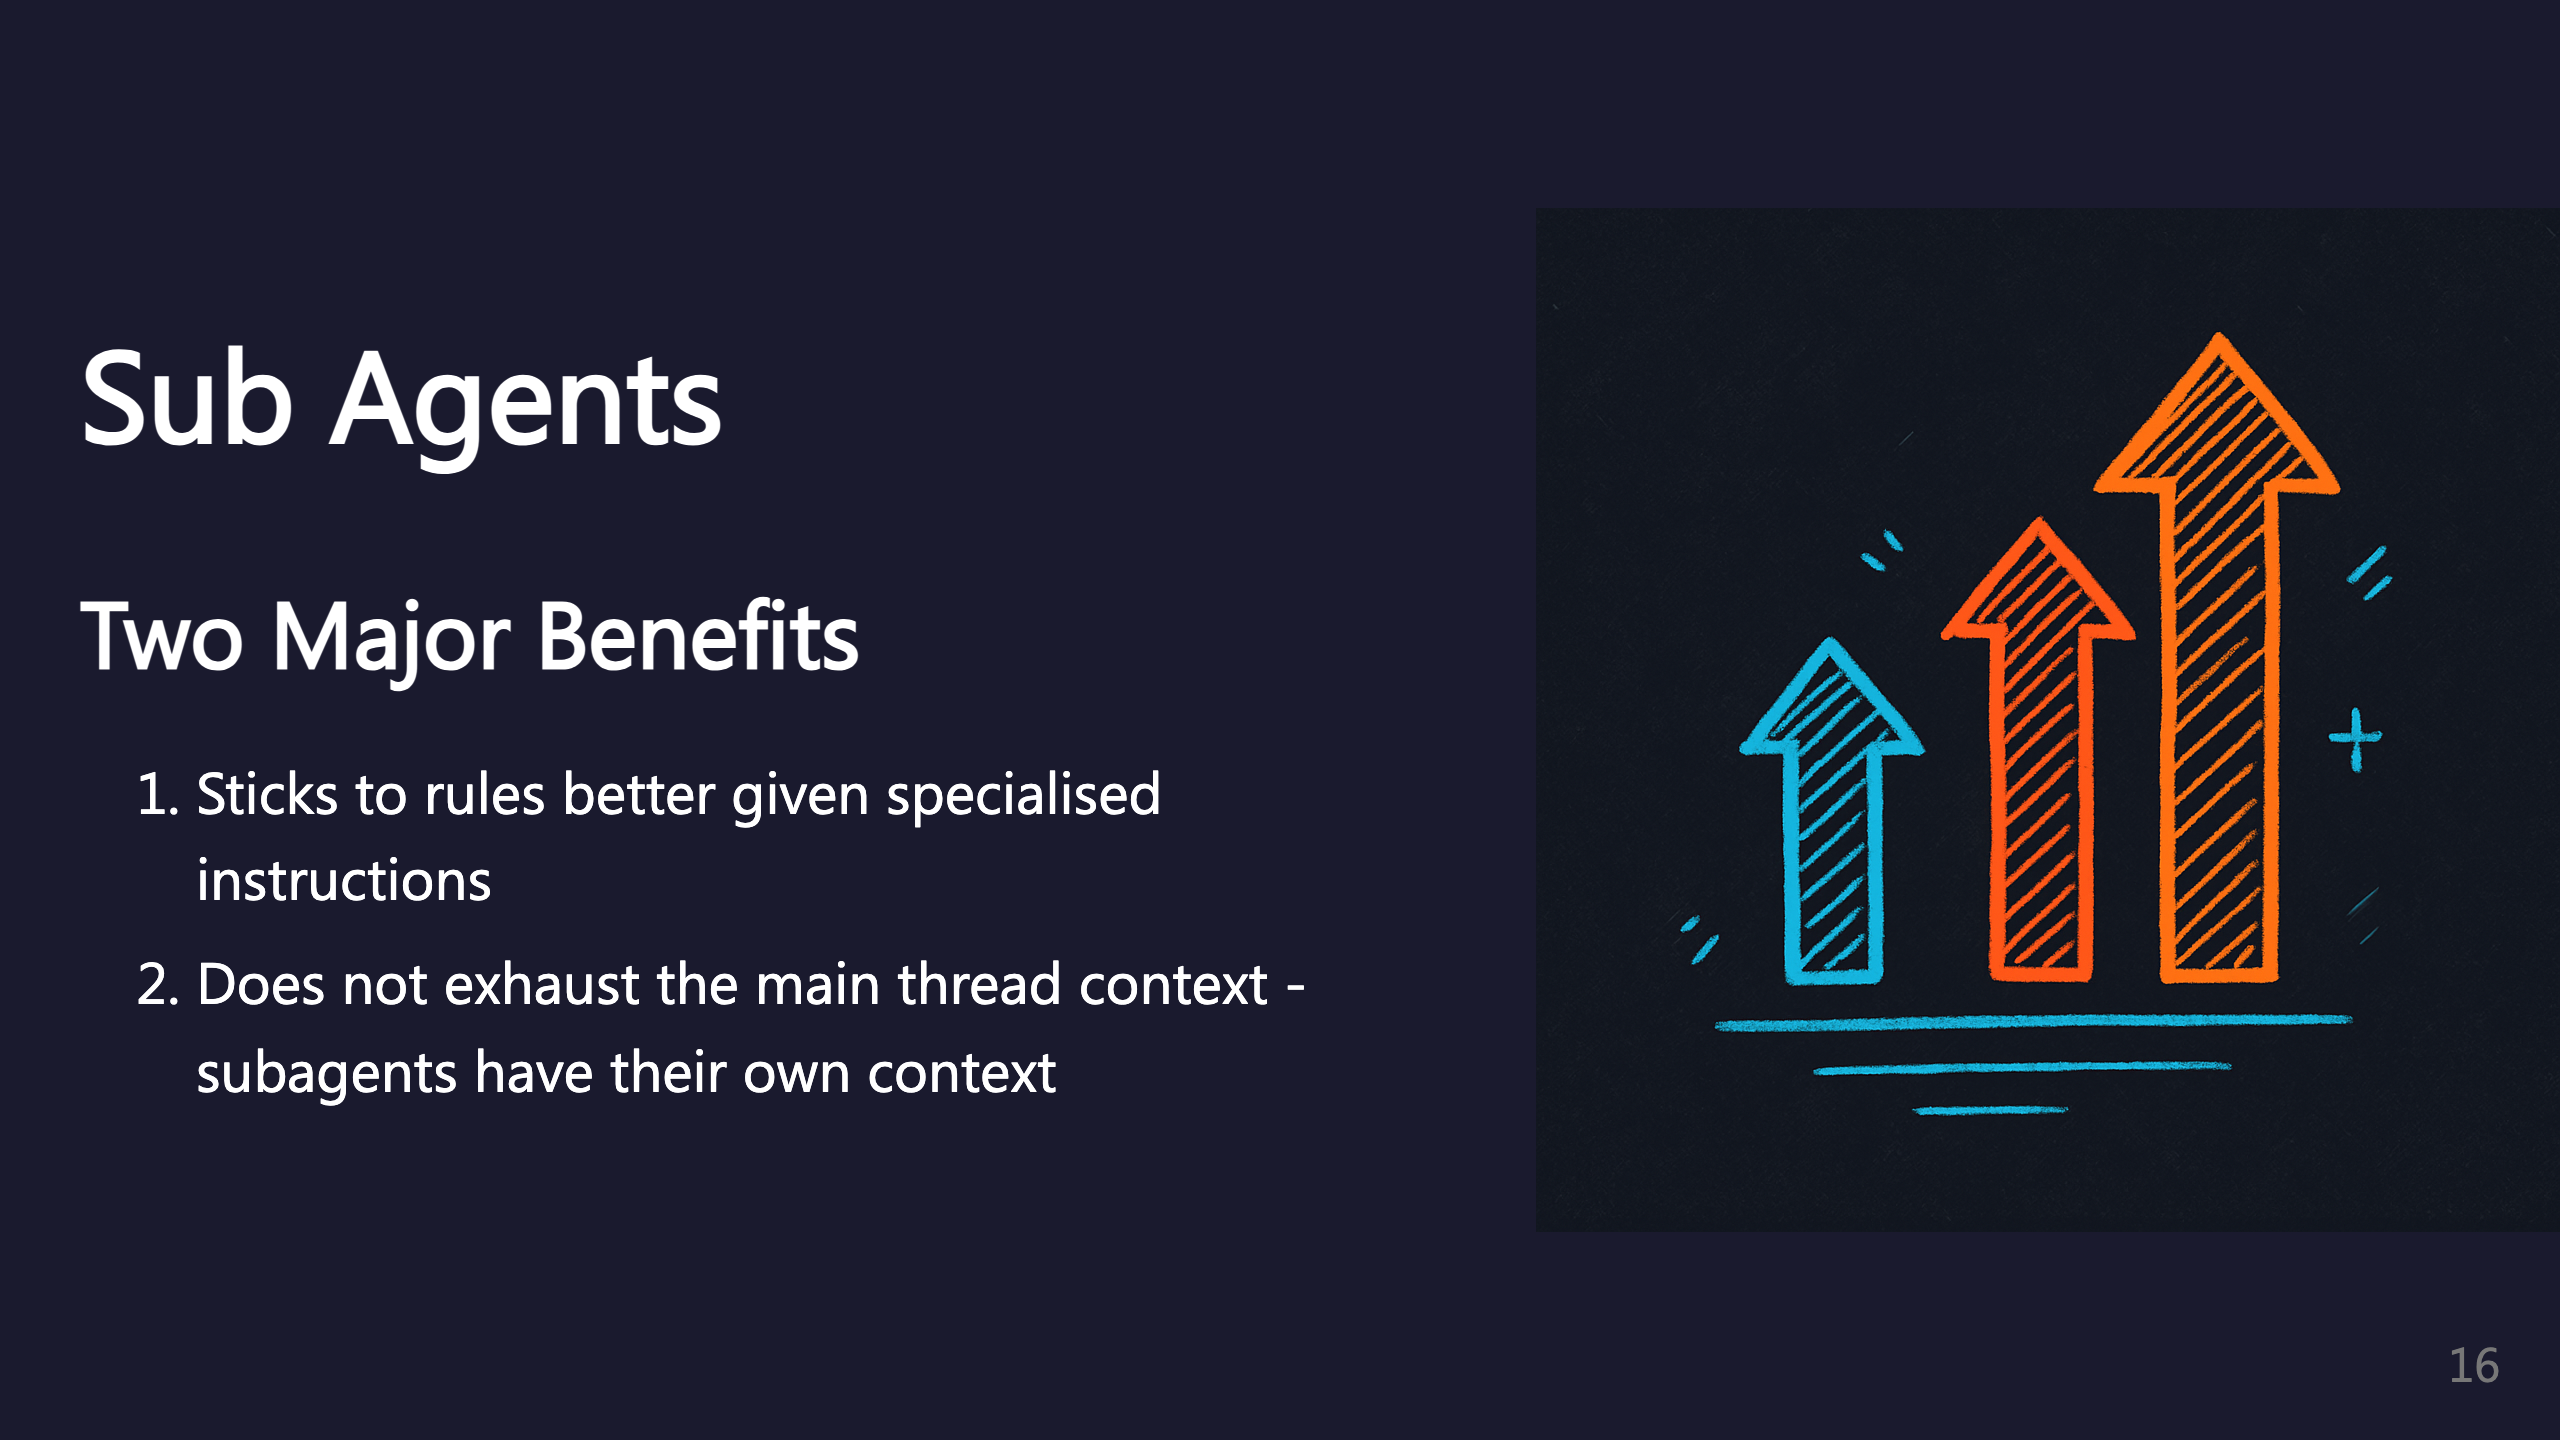 Sub Agents
Two Major Benefits
1. Sticks to rules better given specialised
instructions
2. Does not exhaust the main thread context -
subagents have their own context
16